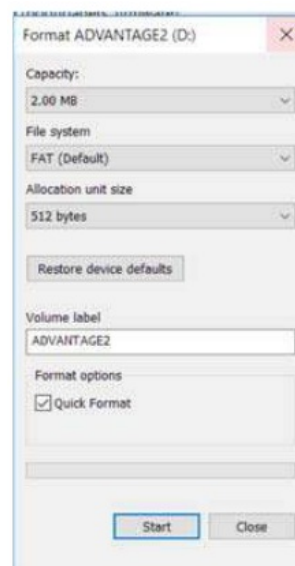 Format ADVANTAGE2 (D:)
Capacity:
2.00 MB
File system
FAT (Default)
Allocation unit size
512 bytes
Restore device defaults
Volume label
ADVANTAGE2
Format options
Quick Format
Start Close